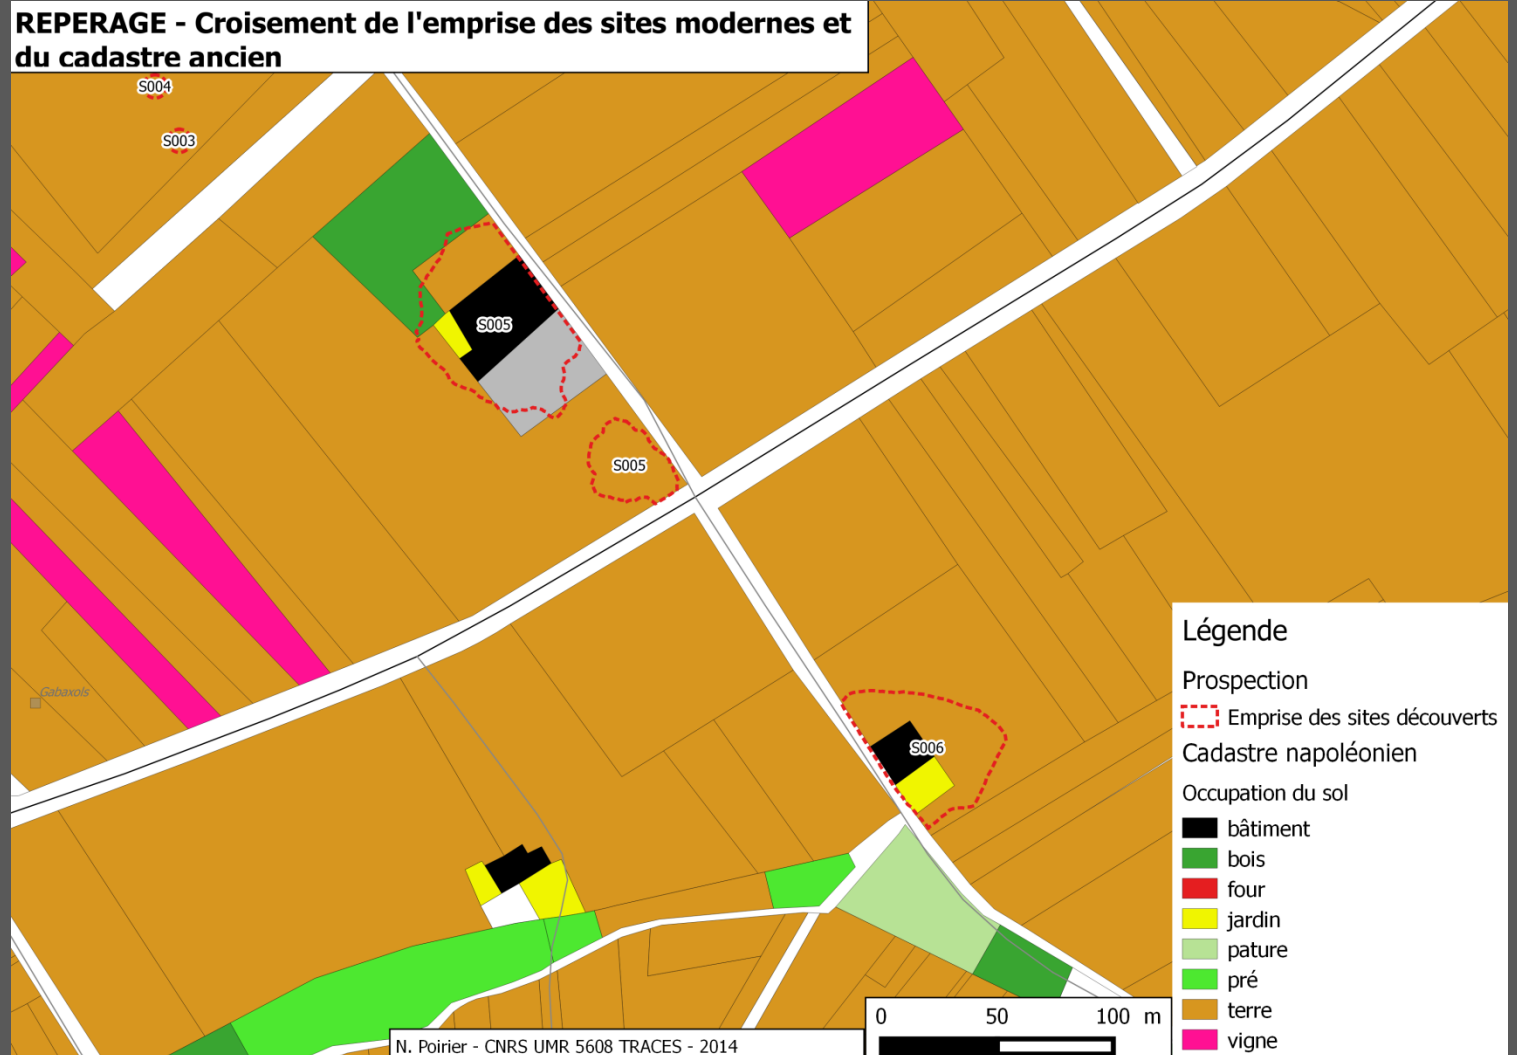 REPERAGE - Croisement de l'emprise des sites modernes et
du cadastre ancien
S004
S003
S005
S005
Gabaxols
S006
Légende
Prospection
Emprise des sites découverts
Cadastre napoléonien
Occupation du sol
bâtiment
bois
four
jardin
pature
pré
terre
vigne
0 50 100 m
N. Poirier - CNRS UMR 5608 TRACES - 2014